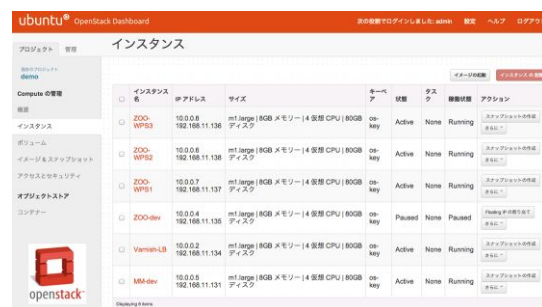 ubuntu® OpenStack Dashboard
次の役割でログインしました: admin 設定 ヘルプ ログアウ
プロジェクト 管理
インスタンス
demo
Compute の管理
概要
インスタンス
ボリューム
イメージ & スナップショット
アクセスとセキュリティ
オブジェクトストア
コンテナー
openstack
イメージの起動
インスタンス名 IP アドレス サイズ キーペア 状態 タスク 稼働状態 アクション
ZOO-WPS3 10.0.0.8 192.168.11.138 m1.large | 8GB メモリー | 4 仮想 CPU | 80GB ディスク os-key Active None Running スナップショットの作成 さらに
ZOO-WPS2 10.0.0.6 192.168.11.136 m1.large | 8GB メモリー | 4 仮想 CPU | 80GB ディスク os-key Active None Running スナップショットの作成 さらに
ZOO-WPS1 10.0.0.7 192.168.11.137 m1.large | 8GB メモリー | 4 仮想 CPU | 80GB ディスク os-key Active None Running スナップショットの作成 さらに
ZOO-dev 10.0.0.4 192.168.11.135 m1.large | 8GB メモリー | 4 仮想 CPU | 80GB ディスク os-key Paused None Paused Floating IP の割り当て さらに
Varnish-LB 10.0.0.2 192.168.11.134 m1.large | 8GB メモリー | 4 仮想 CPU | 80GB ディスク os-key Active None Running スナップショットの作成 さらに
MM-dev 10.0.0.5 192.168.11.131 m1.large | 8GB メモリー | 4 仮想 CPU | 80GB ディスク os-key Active None Running スナップショットの作成 さらに
Displaying 6 items